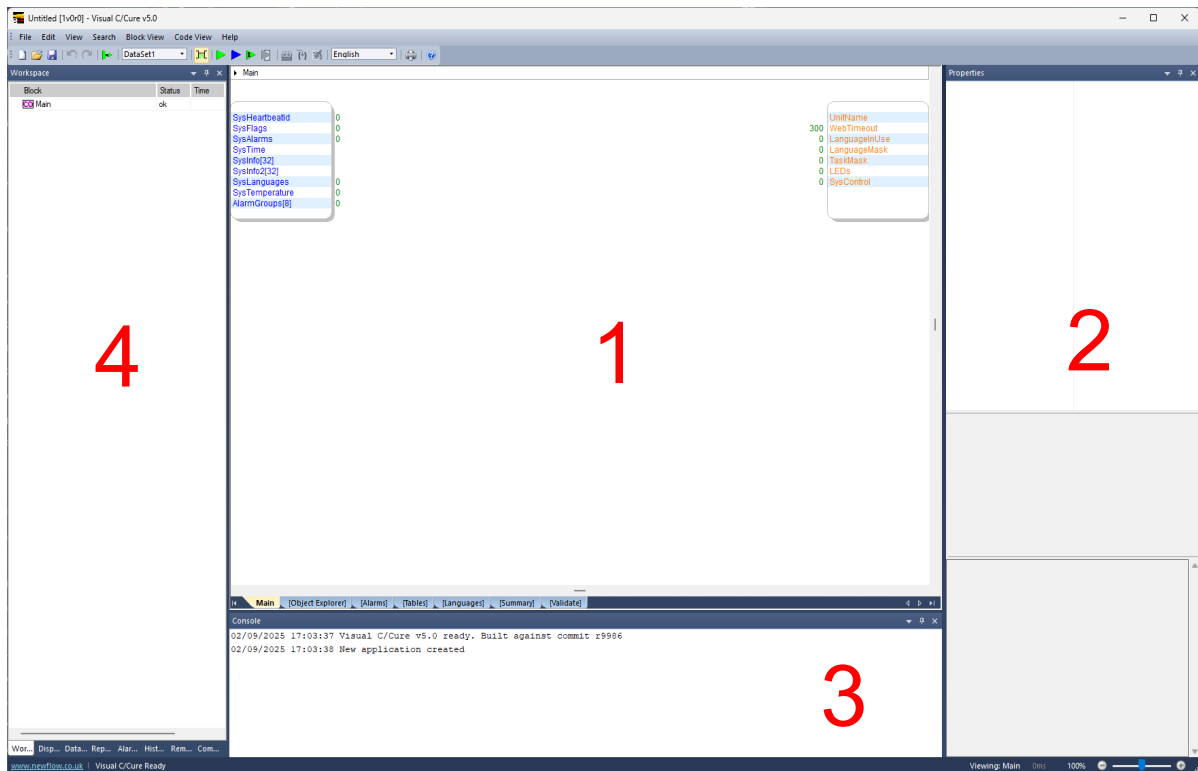 Untitled [1v0r0] - Visual C/Cure v5.0
File Edit View Search Block View Code View Help
DataSet1 English
Workspace
Block Status Time
CO Main ok
4
Wor... Disp... Data... Rep... Alar... Hist... Rem... Com...
Main
SysHeartbeatId 0
SysFlags 0
SysAlarms 0
SysTime
SysInfo[32]
SysInfo2[32]
SysLanguages 0
SysTemperature 0
AlarmGroups[8] 0
UnitName
300 WebTimeout
0 LanguageInUse
0 LanguageMask
0 TaskMask
0 LEDs
0 SysControl
1
Main [Object Explorer] [Alarms] [Tables] [Languages] [Summary] [Validate]
Console
02/09/2025 17:03:37 Visual C/Cure v5.0 ready. Built against commit r9986
02/09/2025 17:03:38 New application created
3
Properties
2
www.newflow.co.uk Visual C/Cure Ready
Viewing: Main 0ms 100%